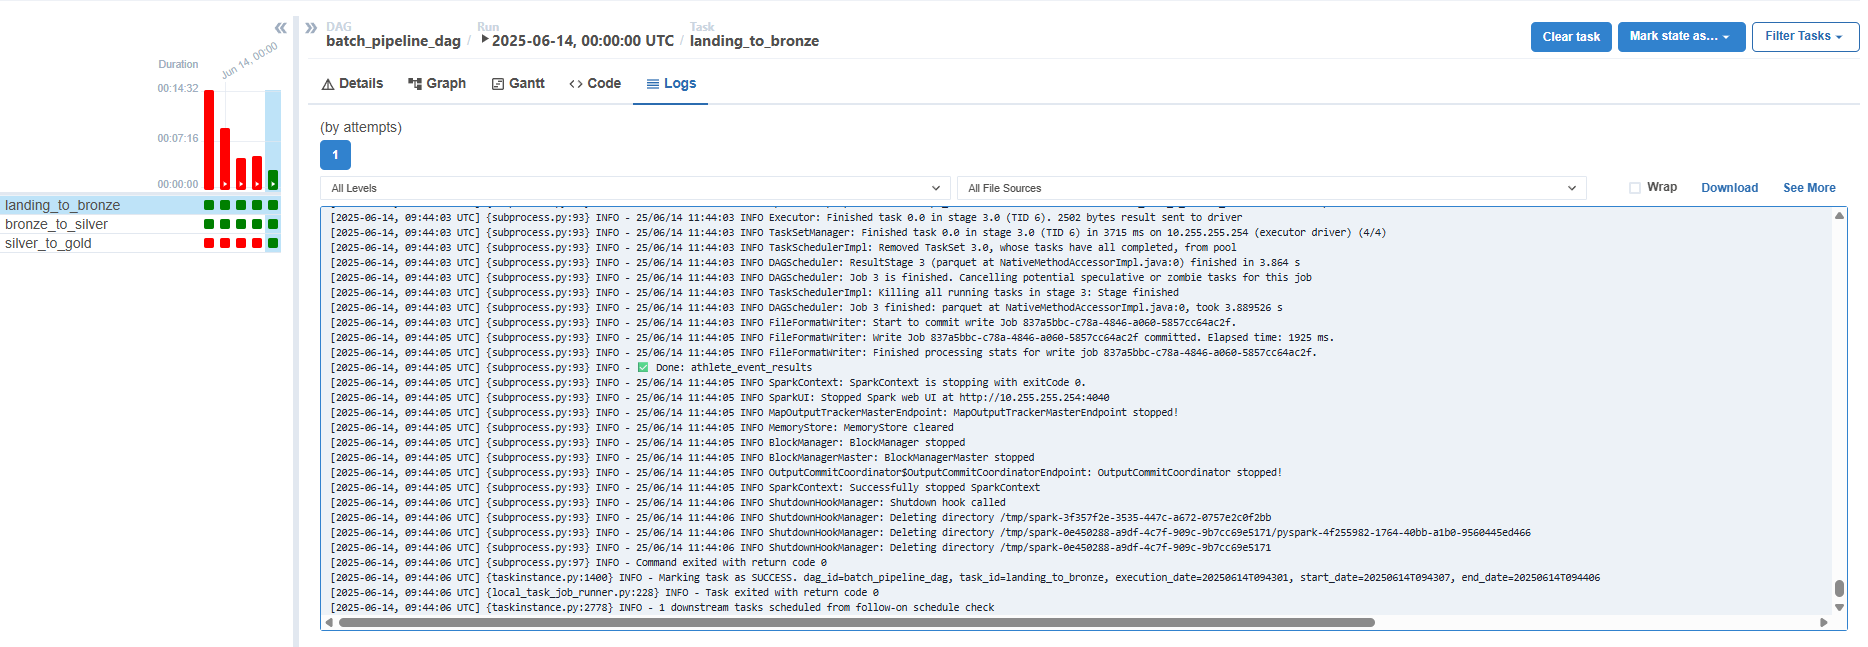 DAG
batch_pipeline_dag
/
Run
2025-06-14, 00:00:00 UTC
/
Task
landing_to_bronze
Clear task
Mark state as…
Filter Tasks
Duration
Jun 14, 00:00
00:14:32
00:07:16
00:00:00
landing_to_bronze
bronze_to_silver
silver_to_gold
Details
Graph
Gantt
Code
Logs
(by attempts)
1
All Levels
All File Sources
Wrap
Download
See More
[2025-06-14, 09:44:03 UTC] {subprocess.py:93} INFO - 25/06/14 11:44:03 INFO Executor: Finished task 0.0 in stage 3.0 (TID 6). 2502 bytes result sent to driver
[2025-06-14, 09:44:03 UTC] {subprocess.py:93} INFO - 25/06/14 11:44:03 INFO TaskSetManager: Finished task 0.0 in stage 3.0 (TID 6) in 3715 ms on 10.255.255.254 (executor driver) (4/4)
[2025-06-14, 09:44:03 UTC] {subprocess.py:93} INFO - 25/06/14 11:44:03 INFO TaskSchedulerImpl: Removed TaskSet 3.0, whose tasks have all completed, from pool
[2025-06-14, 09:44:03 UTC] {subprocess.py:93} INFO - 25/06/14 11:44:03 INFO DAGScheduler: ResultStage 3 (parquet at NativeMethodAccessorImpl.java:0) finished in 3.864 s
[2025-06-14, 09:44:03 UTC] {subprocess.py:93} INFO - 25/06/14 11:44:03 INFO DAGScheduler: Job 3 is finished. Cancelling potential speculative or zombie tasks for this job
[2025-06-14, 09:44:03 UTC] {subprocess.py:93} INFO - 25/06/14 11:44:03 INFO TaskSchedulerImpl: Killing all running tasks in stage 3: Stage finished
[2025-06-14, 09:44:03 UTC] {subprocess.py:93} INFO - 25/06/14 11:44:03 INFO DAGScheduler: Job 3 finished: parquet at NativeMethodAccessorImpl.java:0, took 3.889526 s
[2025-06-14, 09:44:03 UTC] {subprocess.py:93} INFO - 25/06/14 11:44:03 INFO FileFormatWriter: Start to commit write Job 837a5bbc-c78a-4846-a060-5857cc64ac2f.
[2025-06-14, 09:44:05 UTC] {subprocess.py:93} INFO - 25/06/14 11:44:05 INFO FileFormatWriter: Write Job 837a5bbc-c78a-4846-a060-5857cc64ac2f committed. Elapsed time: 1925 ms.
[2025-06-14, 09:44:05 UTC] {subprocess.py:93} INFO - 25/06/14 11:44:05 INFO FileFormatWriter: Finished processing stats for write job 837a5bbc-c78a-4846-a060-5857cc64ac2f.
[2025-06-14, 09:44:05 UTC] {subprocess.py:93} INFO - ✅ Done: athlete_event_results
[2025-06-14, 09:44:05 UTC] {subprocess.py:93} INFO - 25/06/14 11:44:05 INFO SparkContext: SparkContext is stopping with exitCode 0.
[2025-06-14, 09:44:05 UTC] {subprocess.py:93} INFO - 25/06/14 11:44:05 INFO SparkUI: Stopped Spark web UI at http://10.255.255.254:4040
[2025-06-14, 09:44:05 UTC] {subprocess.py:93} INFO - 25/06/14 11:44:05 INFO MapOutputTrackerMasterEndpoint: MapOutputTrackerMasterEndpoint stopped!
[2025-06-14, 09:44:05 UTC] {subprocess.py:93} INFO - 25/06/14 11:44:05 INFO MemoryStore: MemoryStore cleared
[2025-06-14, 09:44:05 UTC] {subprocess.py:93} INFO - 25/06/14 11:44:05 INFO BlockManager: BlockManager stopped
[2025-06-14, 09:44:05 UTC] {subprocess.py:93} INFO - 25/06/14 11:44:05 INFO BlockManagerMaster: BlockManagerMaster stopped
[2025-06-14, 09:44:05 UTC] {subprocess.py:93} INFO - 25/06/14 11:44:05 INFO OutputCommitCoordinator$OutputCommitCoordinatorEndpoint: OutputCommitCoordinator stopped!
[2025-06-14, 09:44:05 UTC] {subprocess.py:93} INFO - 25/06/14 11:44:05 INFO SparkContext: Successfully stopped SparkContext
[2025-06-14, 09:44:06 UTC] {subprocess.py:93} INFO - 25/06/14 11:44:06 INFO ShutdownHookManager: Shutdown hook called
[2025-06-14, 09:44:06 UTC] {subprocess.py:93} INFO - 25/06/14 11:44:06 INFO ShutdownHookManager: Deleting directory /tmp/spark-3f357f2e-3535-447c-a672-0757e2c0f2bb
[2025-06-14, 09:44:06 UTC] {subprocess.py:93} INFO - 25/06/14 11:44:06 INFO ShutdownHookManager: Deleting directory /tmp/spark-0e450288-a9df-4c7f-909c-9b7cc69e5171/pyspark-4f255982-1764-40bb-a1b0-9560445ed466
[2025-06-14, 09:44:06 UTC] {subprocess.py:93} INFO - 25/06/14 11:44:06 INFO ShutdownHookManager: Deleting directory /tmp/spark-0e450288-a9df-4c7f-909c-9b7cc69e5171
[2025-06-14, 09:44:06 UTC] {subprocess.py:97} INFO - Command exited with return code 0
[2025-06-14, 09:44:06 UTC] {taskinstance.py:1400} INFO - Marking task as SUCCESS. dag_id=batch_pipeline_dag, task_id=landing_to_bronze, execution_date=20250614T094301, start_date=20250614T094307, end_date=20250614T094406
[2025-06-14, 09:44:06 UTC] {local_task_job_runner.py:228} INFO - Task exited with return code 0
[2025-06-14, 09:44:06 UTC] {taskinstance.py:2778} INFO - 1 downstream tasks scheduled from follow-on schedule check